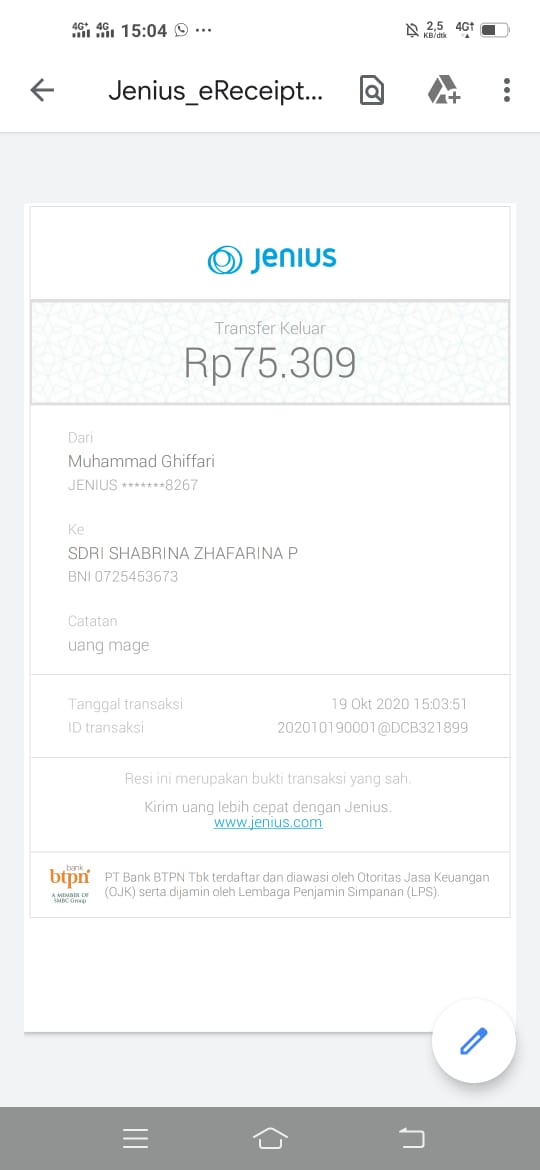 4G+ 4G 15:04 ... 2,5 KB/dtk 4G†
Jenius_eReceipt...
jenius
Transfer Keluar
Rp75.309
Dari
Muhammad Ghiffari
JENIUS *******8267
Ke
SDRI SHABRINA ZHAFARINA P
BNI 0725453673
Catatan
uang mage
Tanggal transaksi 19 Okt 2020 15:03:51
ID transaksi 202010190001@DCB321899
Resi ini merupakan bukti transaksi yang sah.
Kirim uang lebih cepat dengan Jenius.
www.jenius.com
bank
btpn
A MEMBER OF
SMBC Group
PT Bank BTPN Tbk terdaftar dan diawasi oleh Otoritas Jasa Keuangan
(OJK) serta dijamin oleh Lembaga Penjamin Simpanan (LPS).